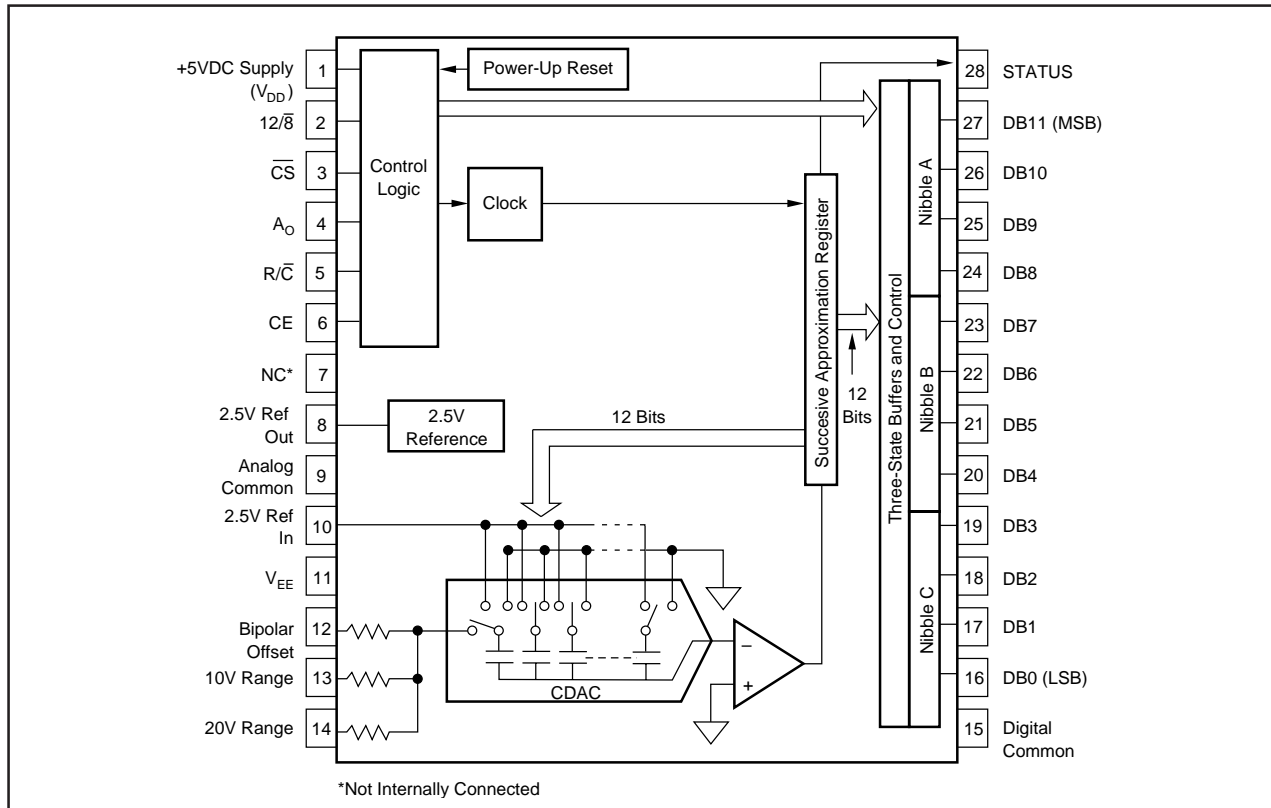 +5VDC Supply
(V_DD)
1
12/8̅
2
C̅S̅
3
A_O
4
R/C̅
5
CE
6
NC*
7
2.5V Ref
Out
8
Analog
Common
9
2.5V Ref
In
10
V_EE
11
Bipolar
Offset
12
10V Range
13
20V Range
14
Control
Logic
Power-Up Reset
Clock
2.5V
Reference
12 Bits
CDAC
−
+
Succesive Approximation Register
12
Bits
Three-State Buffers and Control
Nibble A
Nibble B
Nibble C
28
STATUS
27
DB11 (MSB)
26
DB10
25
DB9
24
DB8
23
DB7
22
DB6
21
DB5
20
DB4
19
DB3
18
DB2
17
DB1
16
DB0 (LSB)
15
Digital
Common
*Not Internally Connected